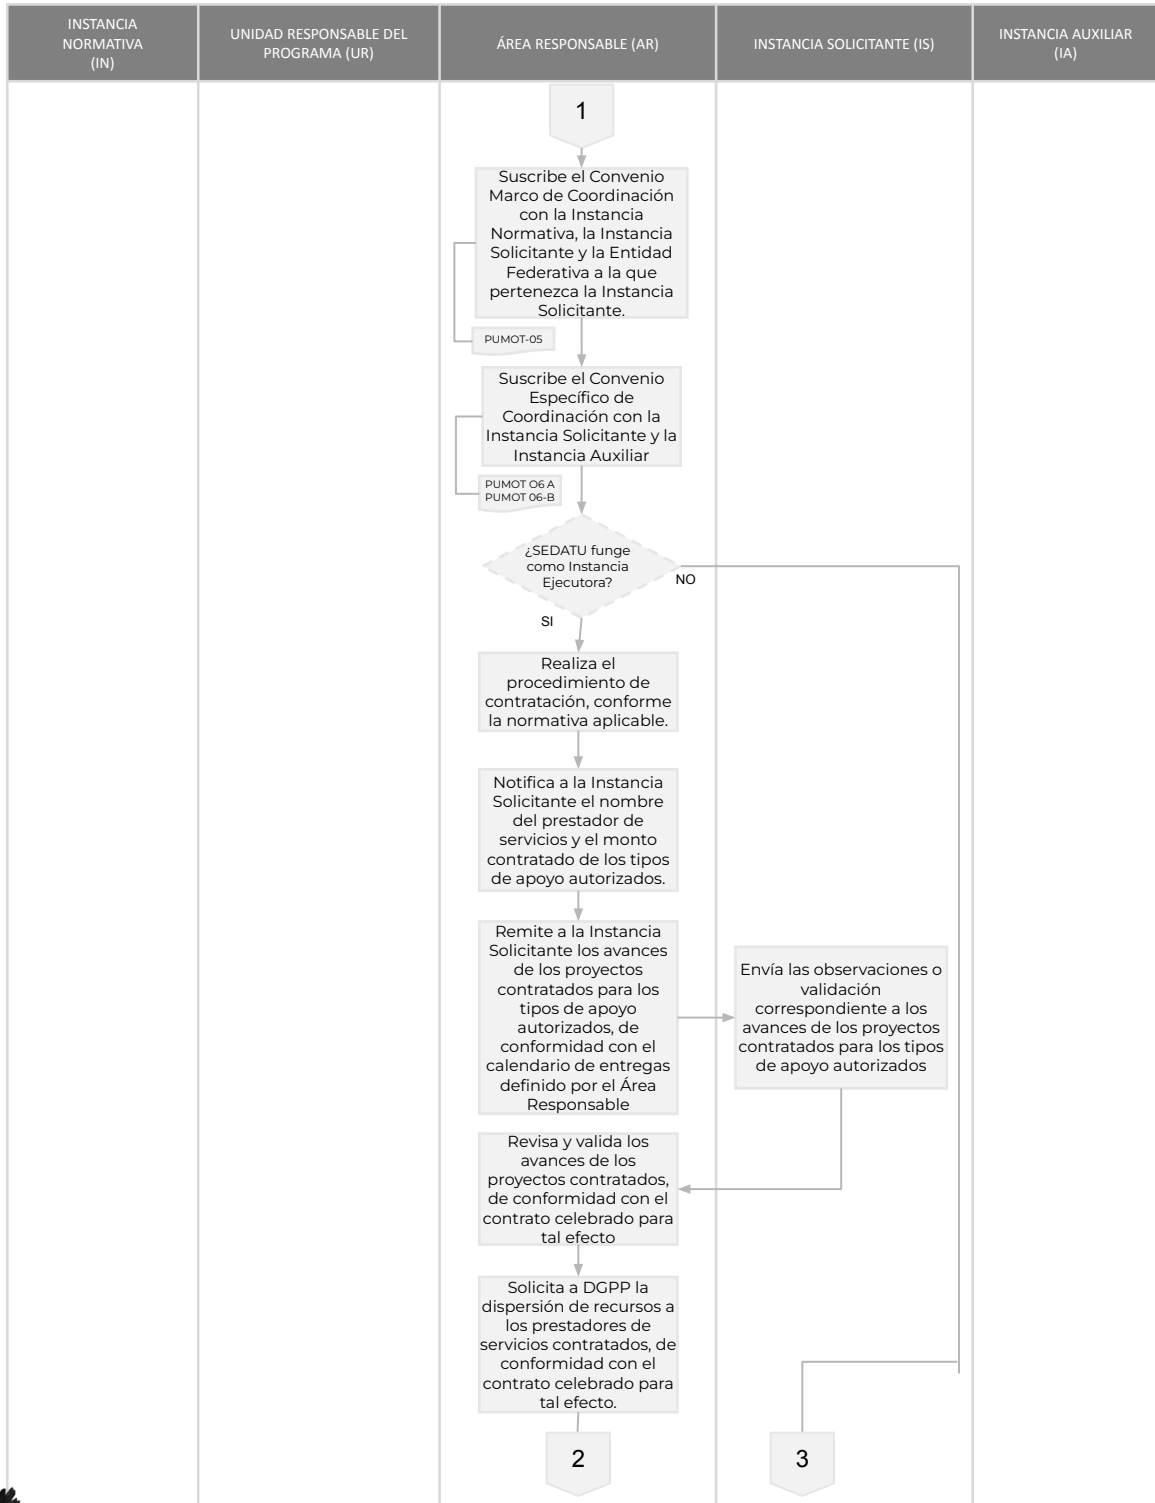 INSTANCIA
NORMATIVA
(IN)
UNIDAD RESPONSABLE DEL
PROGRAMA (UR)
ÁREA RESPONSABLE (AR)
INSTANCIA SOLICITANTE (IS)
INSTANCIA AUXILIAR
(IA)
1
Suscribe el Convenio
Marco de Coordinación
con la Instancia
Normativa, la Instancia
Solicitante y la Entidad
Federativa a la que
pertenezca la Instancia
Solicitante.
PUMOT-05
Suscribe el Convenio
Específico de
Coordinación con la
Instancia Solicitante y la
Instancia Auxiliar
PUMOT O6 A
PUMOT 06-B
¿SEDATU funge
como Instancia
Ejecutora?
NO
SI
Realiza el
procedimiento de
contratación, conforme
la normativa aplicable.
Notifica a la Instancia
Solicitante el nombre
del prestador de
servicios y el monto
contratado de los tipos
de apoyo autorizados.
Remite a la Instancia
Solicitante los avances
de los proyectos
contratados para los
tipos de apoyo
autorizados, de
conformidad con el
calendario de entregas
definido por el Área
Responsable
Envía las observaciones o
validación
correspondiente a los
avances de los proyectos
contratados para los tipos
de apoyo autorizados
Revisa y valida los
avances de los
proyectos contratados,
de conformidad con el
contrato celebrado para
tal efecto
Solicita a DGPP la
dispersión de recursos a
los prestadores de
servicios contratados, de
conformidad con el
contrato celebrado para
tal efecto.
2
3